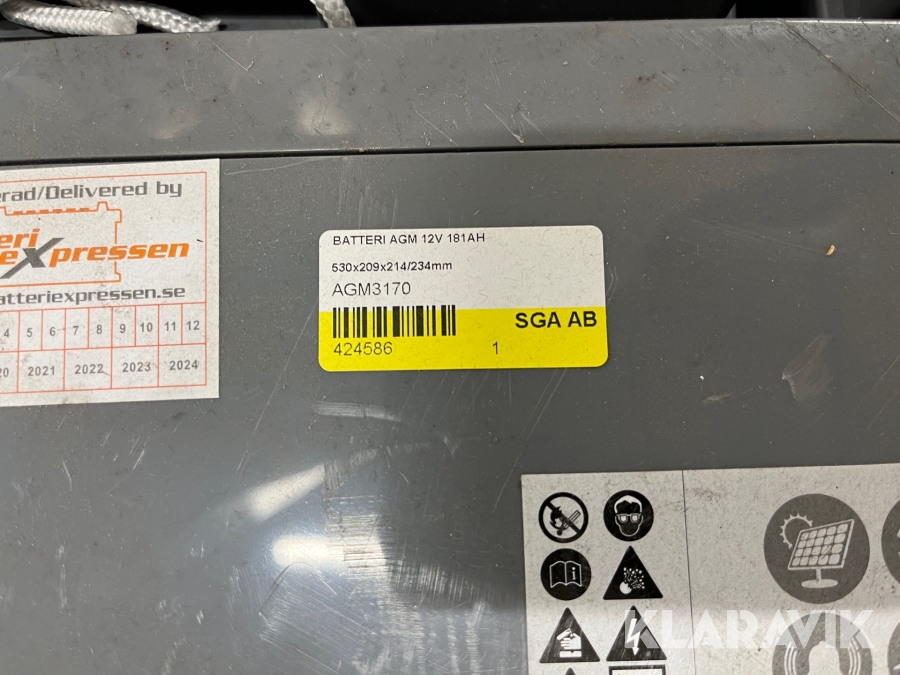 erad/Delivered by
eri
eXpressen
atteriexpressen.se
4 5 6 7 8 9 10 11 12
20 2021 2022 2023 2024
BATTERI AGM 12V 181AH
530x209x214/234mm
AGM3170
SGA AB
424586 1
KLARAVIK